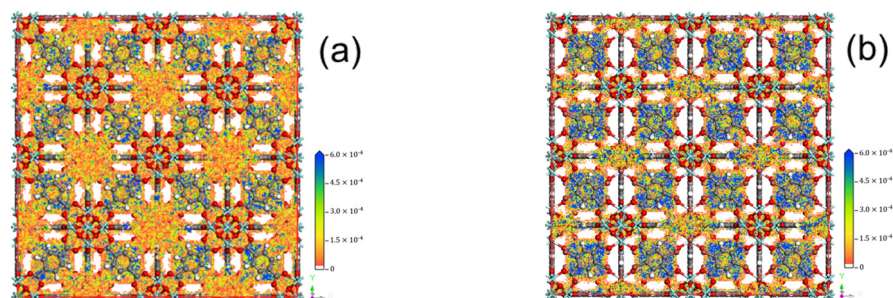 (a)
6.0 × 10⁻⁴
4.5 × 10⁻⁴
3.0 × 10⁻⁴
1.5 × 10⁻⁴
0
Y
(b)
6.0 × 10⁻⁴
4.5 × 10⁻⁴
3.0 × 10⁻⁴
1.5 × 10⁻⁴
0
Y